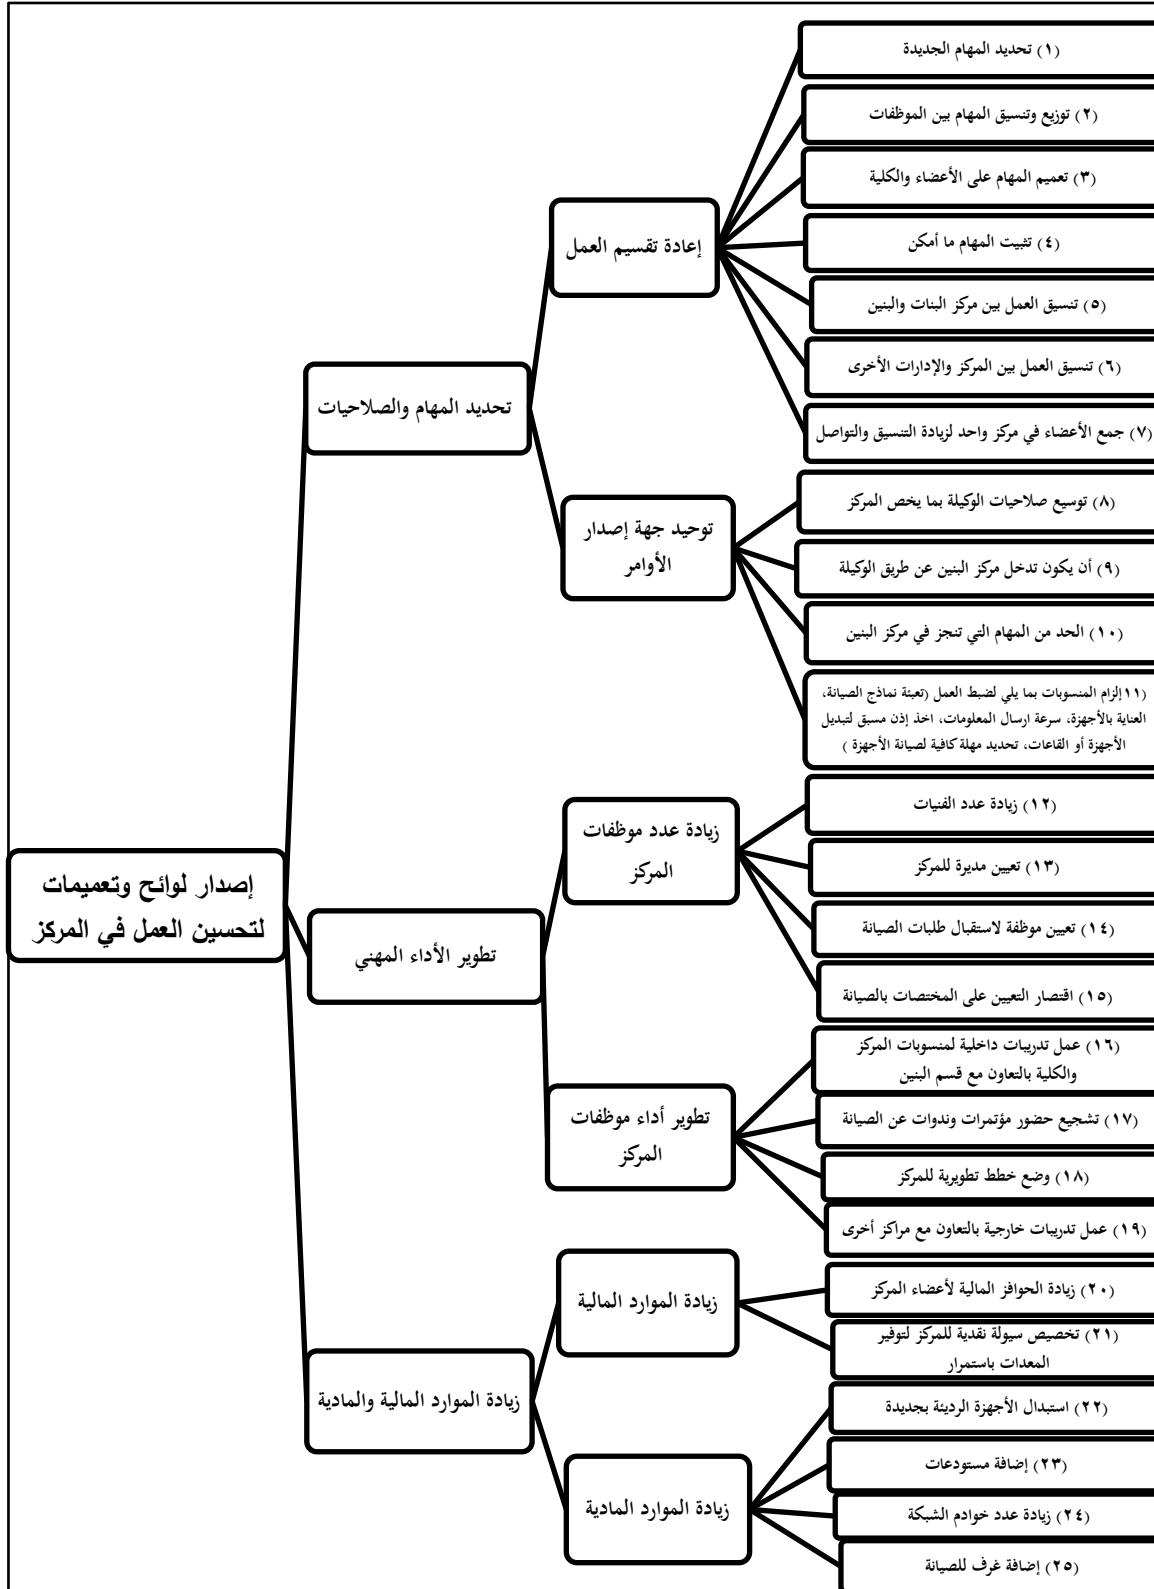 إصدار لوائح وتعميمات
لتحسين العمل في المركز
تحديد المهام والصلاحيات
إعادة تقسيم العمل
(١) تحديد المهام الجديدة
(٢) توزيع وتنسيق المهام بين الموظفات
(٣) تعميم المهام على الأعضاء والكلية
(٤) تثبيت المهام ما أمكن
(٥) تنسيق العمل بين مركز البنات والبنين
(٦) تنسيق العمل بين المركز والإدارات الأخرى
(٧) جمع الأعضاء في مركز واحد لزيادة التنسيق والتواصل
توحيد جهة إصدار
الأوامر
(٨) توسيع صلاحيات الوكيلة بما يخص المركز
(٩) أن يكون تدخل مركز البنين عن طريق الوكيلة
(١٠) الحد من المهام التي تنجز في مركز البنين
(١١إلزام المنسوبات بما يلي لضبط العمل (تعبئة نماذج الصيانة،
العناية بالأجهزة، سرعة ارسال المعلومات، اخذ إذن مسبق لتبديل
الأجهزة أو القاعات، تحديد مهلة كافية لصيانة الأجهزة )
تطوير الأداء المهني
زيادة عدد موظفات
المركز
(١٢) زيادة عدد الفنيات
(١٣) تعيين مديرة للمركز
(١٤) تعيين موظفة لاستقبال طلبات الصيانة
(١٥) اقتصار التعيين على المختصات بالصيانة
تطوير أداء موظفات
المركز
(١٦) عمل تدريبات داخلية لمنسوبات المركز
والكلية بالتعاون مع قسم البنين
(١٧) تشجيع حضور مؤتمرات وندوات عن الصيانة
(١٨) وضع خطط تطويرية للمركز
(١٩) عمل تدريبات خارجية بالتعاون مع مراكز أخرى
زيادة الموارد المالية والمادية
زيادة الموارد المالية
(٢٠) زيادة الحوافز المالية لأعضاء المركز
(٢١) تخصيص سيولة نقدية للمركز لتوفير
المعدات باستمرار
زيادة الموارد المادية
(٢٢) استبدال الأجهزة الرديئة بجديدة
(٢٣) إضافة مستودعات
(٢٤) زيادة عدد خوادم الشبكة
(٢٥) إضافة غرف للصيانة